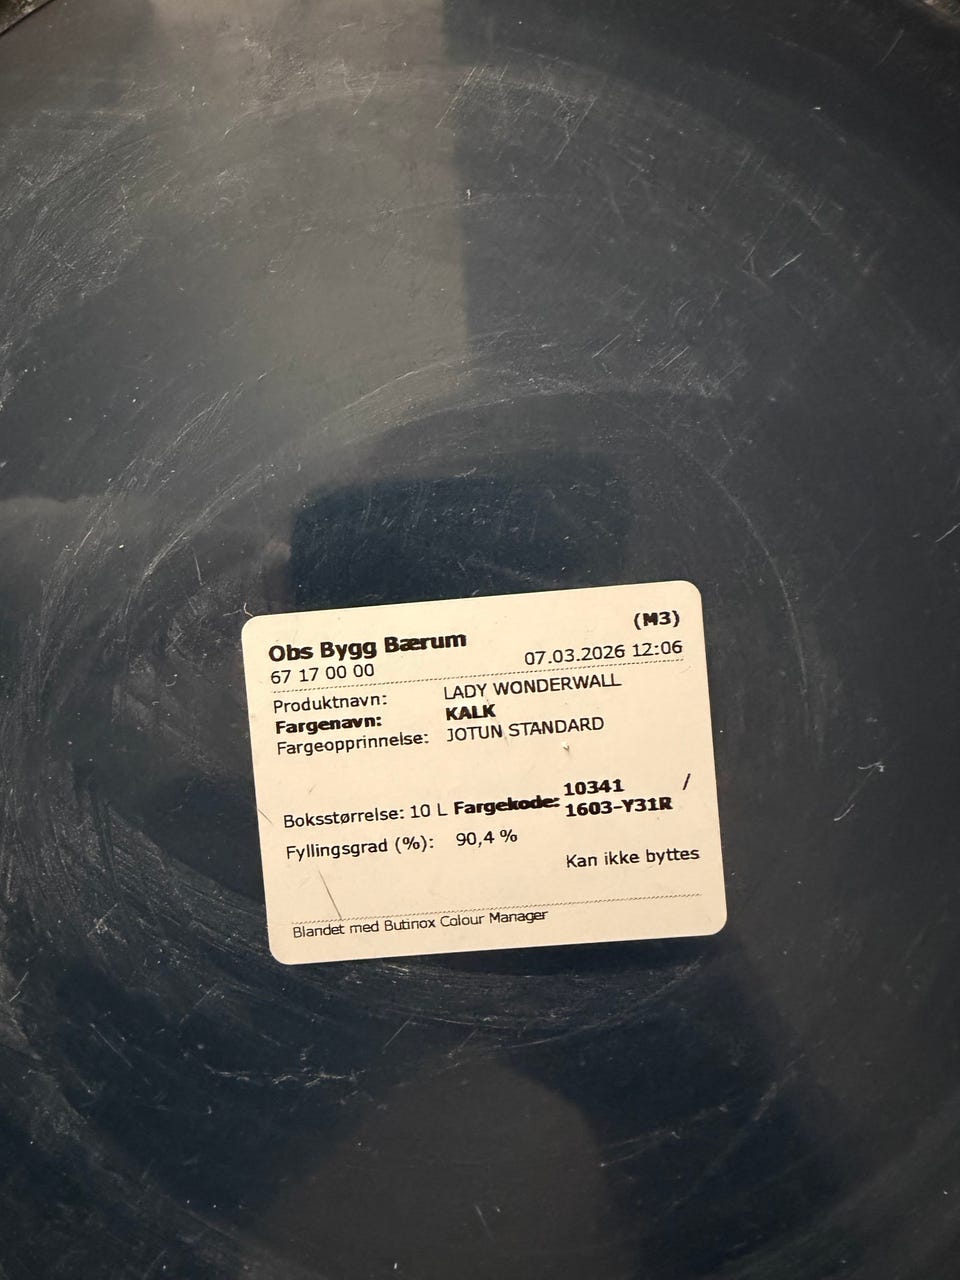 (M3)
Obs Bygg Bærum
67 17 00 00 07.03.2026 12:06
Produktnavn: LADY WONDERWALL
Fargenavn: KALK
Fargeopprinnelse: JOTUN STANDARD
Boksstørrelse: 10 L Fargekode: 10341 /
1603-Y31R
Fyllingsgrad (%): 90,4 %
Kan ikke byttes
Blandet med Butinox Colour Manager